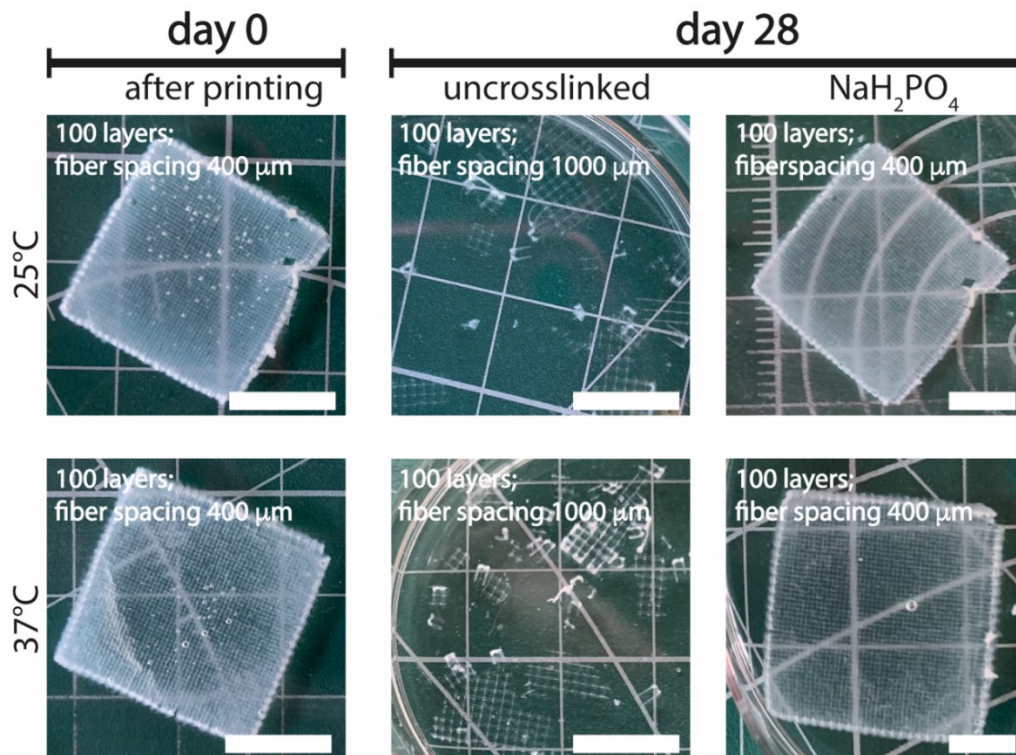 day 0
day 28
after printing
uncrosslinked
NaH₂PO₄
25°C
100 layers;
fiber spacing 400 µm
100 layers;
fiber spacing 1000 µm
100 layers;
fiberspacing 400 µm
37°C
100 layers;
fiber spacing 400 µm
100 layers;
fiber spacing 1000 µm
100 layers;
fiber spacing 400 µm